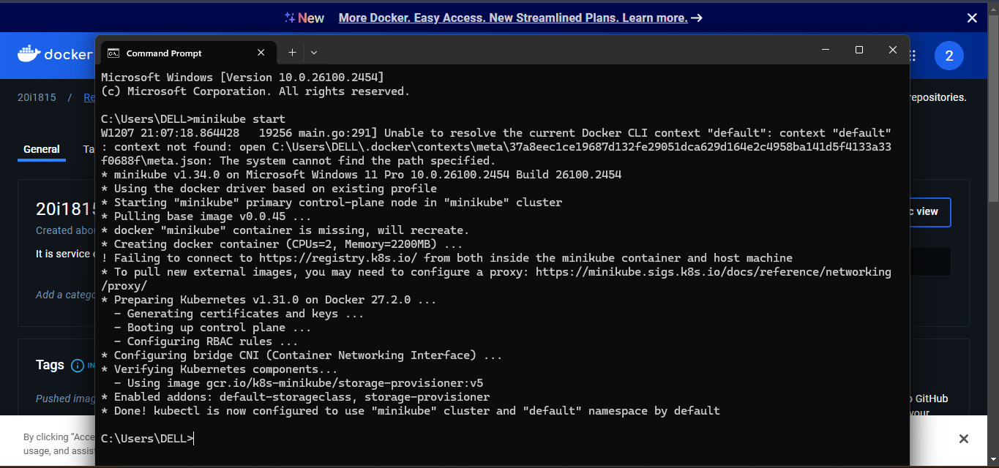 New More Docker. Easy Access. New Streamlined Plans. Learn more. →
docker
2
Command Prompt
20i1815 /
repositories.
General
20i1815
view
It is service
Tags
Pushed
GitHub
your
By clicking
usage, and
Microsoft Windows [Version 10.0.26100.2454]
(c) Microsoft Corporation. All rights reserved.
C:\Users\DELL>minikube start
W1207 21:07:18.864428   19256 main.go:291] Unable to resolve the current Docker CLI context "default": context "default"
: context not found: open C:\Users\DELL\.docker\contexts\meta\37a8eec1ce19687d132fe29051dca629d164e2c4958ba141d5f4133a33
f0688f\meta.json: The system cannot find the path specified.
* minikube v1.34.0 on Microsoft Windows 11 Pro 10.0.26100.2454 Build 26100.2454
* Using the docker driver based on existing profile
* Starting "minikube" primary control-plane node in "minikube" cluster
* Pulling base image v0.0.45 ...
* docker "minikube" container is missing, will recreate.
* Creating docker container (CPUs=2, Memory=2200MB) ...
! Failing to connect to https://registry.k8s.io/ from both inside the minikube container and host machine
* To pull new external images, you may need to configure a proxy: https://minikube.sigs.k8s.io/docs/reference/networking
/proxy/
* Preparing Kubernetes v1.31.0 on Docker 27.2.0 ...
  - Generating certificates and keys ...
  - Booting up control plane ...
  - Configuring RBAC rules ...
* Configuring bridge CNI (Container Networking Interface) ...
* Verifying Kubernetes components...
  - Using image gcr.io/k8s-minikube/storage-provisioner:v5
* Enabled addons: default-storageclass, storage-provisioner
* Done! kubectl is now configured to use "minikube" cluster and "default" namespace by default
C:\Users\DELL>